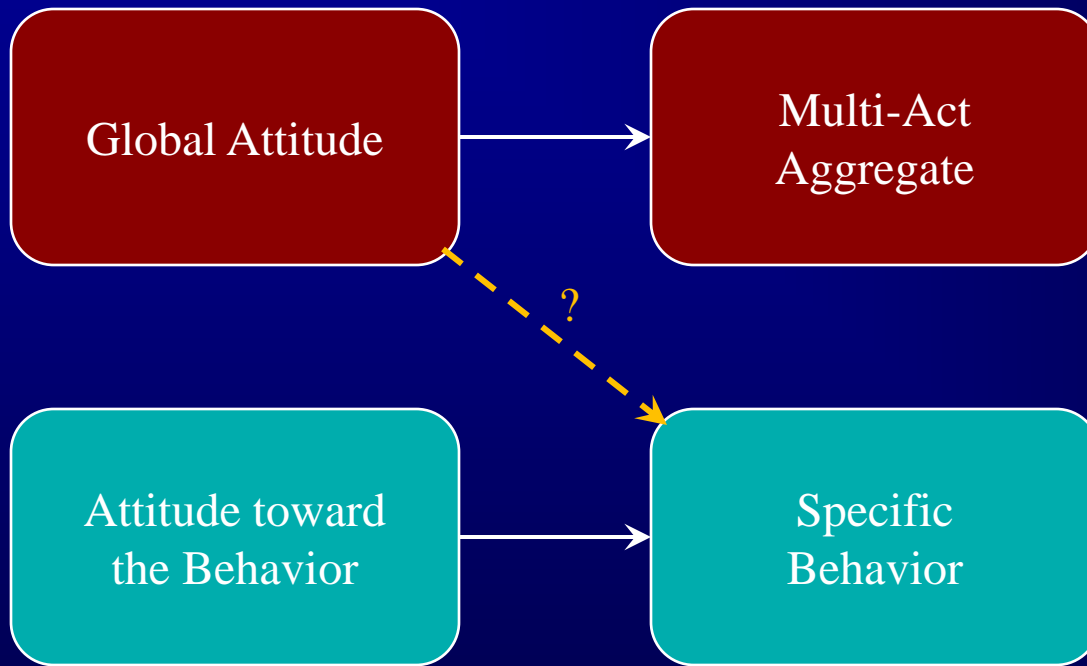 Global Attitude
Multi-Act
Aggregate
?
Attitude toward
the Behavior
Specific
Behavior